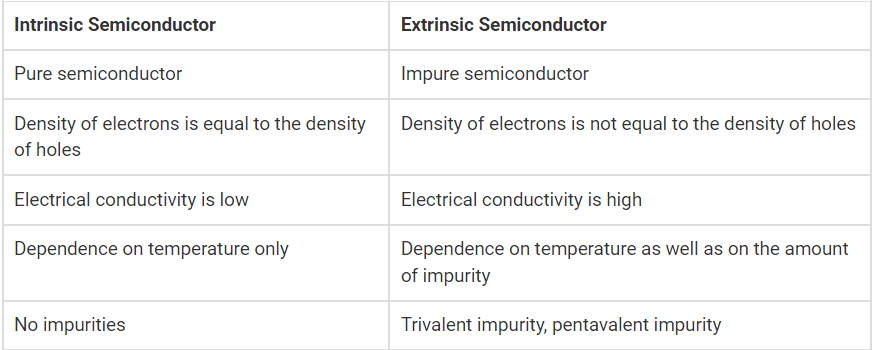 Intrinsic Semiconductor
Extrinsic Semiconductor
Pure semiconductor
Impure semiconductor
Density of electrons is equal to the density
of holes
Density of electrons is not equal to the density of holes
Electrical conductivity is low
Electrical conductivity is high
Dependence on temperature only
Dependence on temperature as well as on the amount
of impurity
No impurities
Trivalent impurity, pentavalent impurity